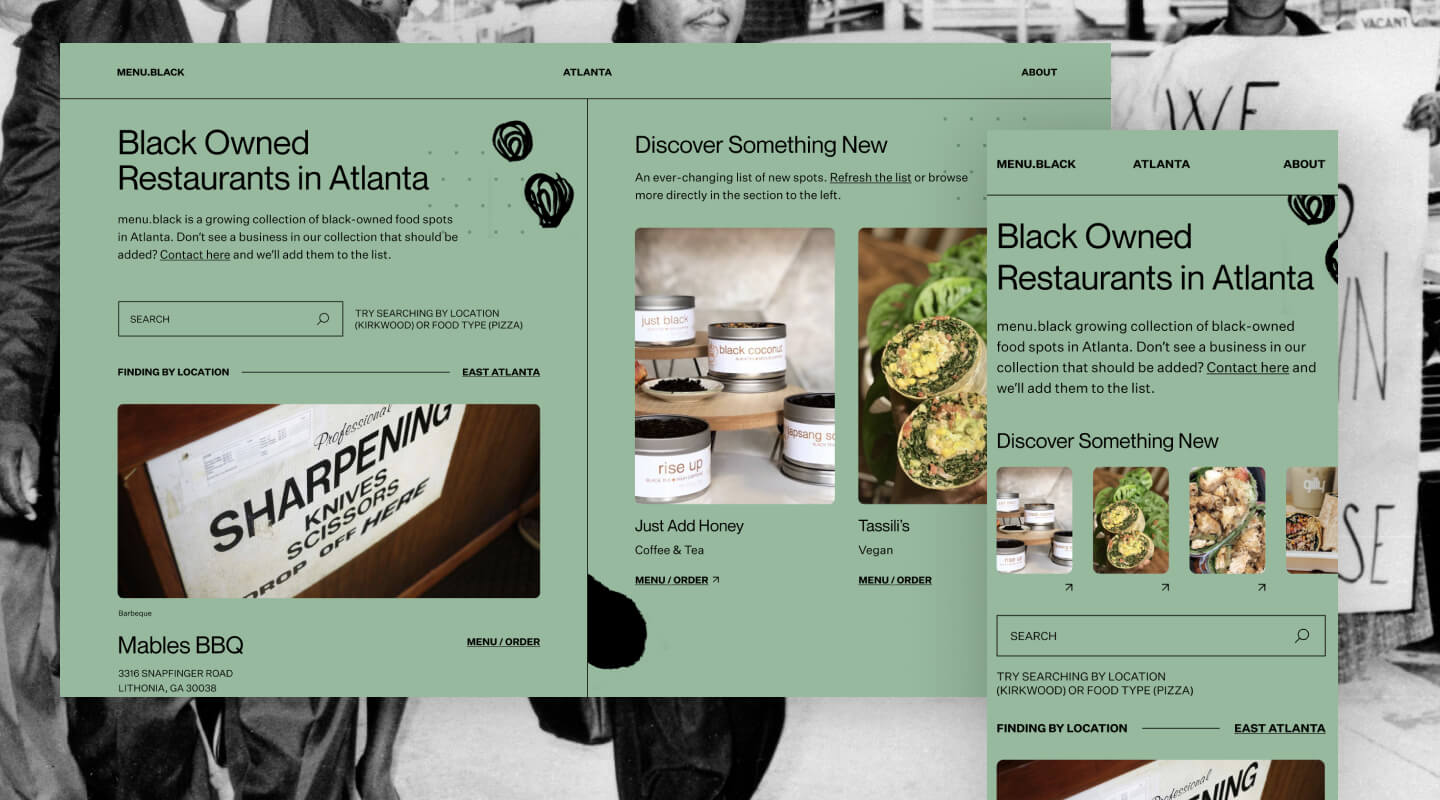 VACANT
WE
MENU.BLACK
ATLANTA
ABOUT
Black Owned
Restaurants in Atlanta
menu.black is a growing collection of black-owned food spots
in Atlanta. Don’t see a business in our collection that should be
added? Contact here and we’ll add them to the list.
SEARCH
TRY SEARCHING BY LOCATION
(KIRKWOOD) OR FOOD TYPE (PIZZA)
FINDING BY LOCATION
EAST ATLANTA
Professional
SHARPENING
KNIVES
SCISSORS
DROP OFF HERE
Barbeque
Mables BBQ
MENU / ORDER
3316 SNAPFINGER ROAD
LITHONIA, GA 30038
Discover Something New
An ever-changing list of new spots. Refresh the list or browse
more directly in the section to the left.
just black
black coconut
rise up
Just Add Honey
Coffee & Tea
MENU / ORDER
Tassili’s
Vegan
MENU / ORDER
MENU.BLACK
ATLANTA
ABOUT
Black Owned
Restaurants in Atlanta
menu.black growing collection of black-owned
food spots in Atlanta. Don’t see a business in our
collection that should be added? Contact here and
we’ll add them to the list.
Discover Something New
gilly
SEARCH
TRY SEARCHING BY LOCATION
(KIRKWOOD) OR FOOD TYPE (PIZZA)
FINDING BY LOCATION
EAST ATLANTA
Professional
NING